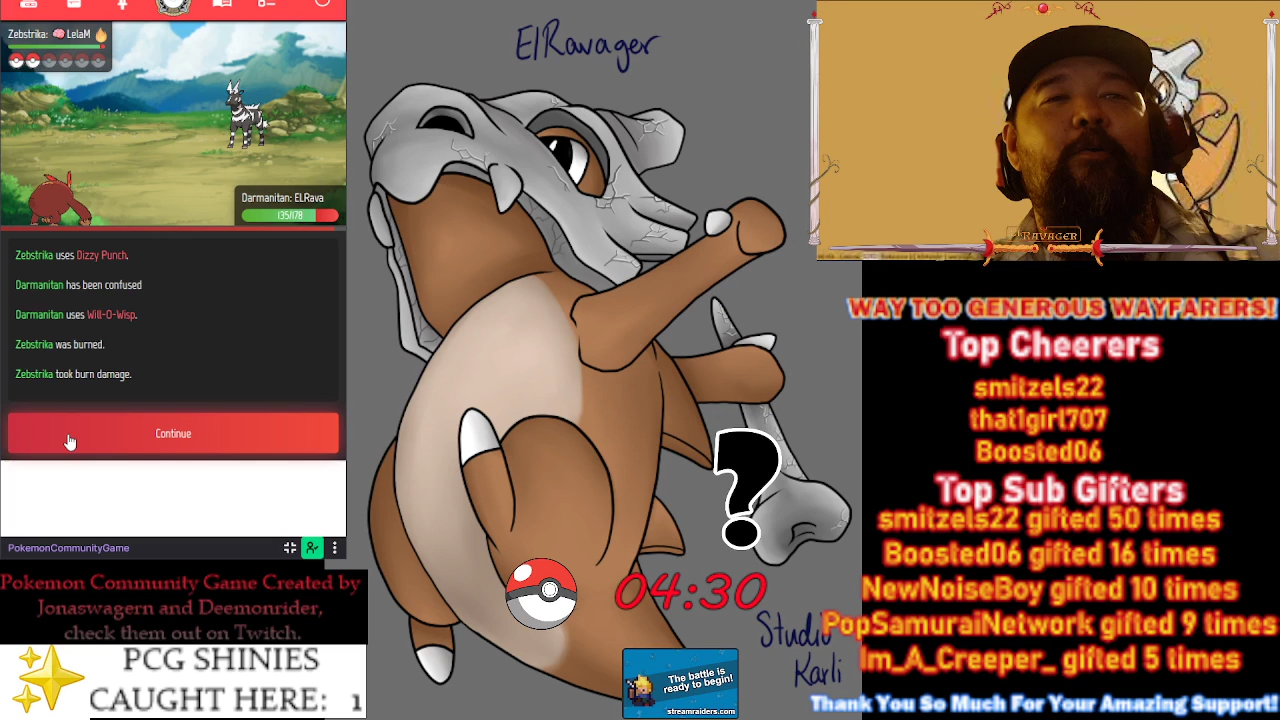 Zebstrika: 🧠 LelaM 🔥
Darmanitan: ELRava
135/178
Zebstrika uses Dizzy Punch.
Darmanitan has been confused
Darmanitan uses Will-O-Wisp.
Zebstrika was burned.
Zebstrika took burn damage.
Continue
PokemonCommunityGame
Pokemon Community Game Created by
Jonaswagern and Deemonrider,
check them out on Twitch.
PCG SHINIES
CAUGHT HERE: 1
ElRavager
?
04:30
Studio
Karli
The battle is
ready to begin!
streamraiders.com
RAVAGER
WAY TOO GENEROUS WAYFARERS!
Top Cheerers
smitzels22
that1girl707
Boosted06
Top Sub Gifters
smitzels22 gifted 50 times
Boosted06 gifted 16 times
NewNoiseBoy gifted 10 times
PopSamuraiNetwork gifted 9 times
Im_A_Creeper_ gifted 5 times
Thank You So Much For Your Amazing Support!